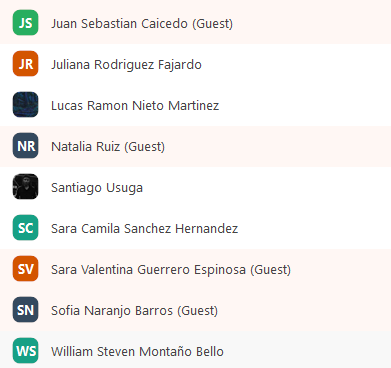 JS Juan Sebastian Caicedo (Guest)
JR Juliana Rodriguez Fajardo
Lucas Ramon Nieto Martinez
NR Natalia Ruiz (Guest)
Santiago Usuga
SC Sara Camila Sanchez Hernandez
SV Sara Valentina Guerrero Espinosa (Guest)
SN Sofia Naranjo Barros (Guest)
WS William Steven Montaño Bello